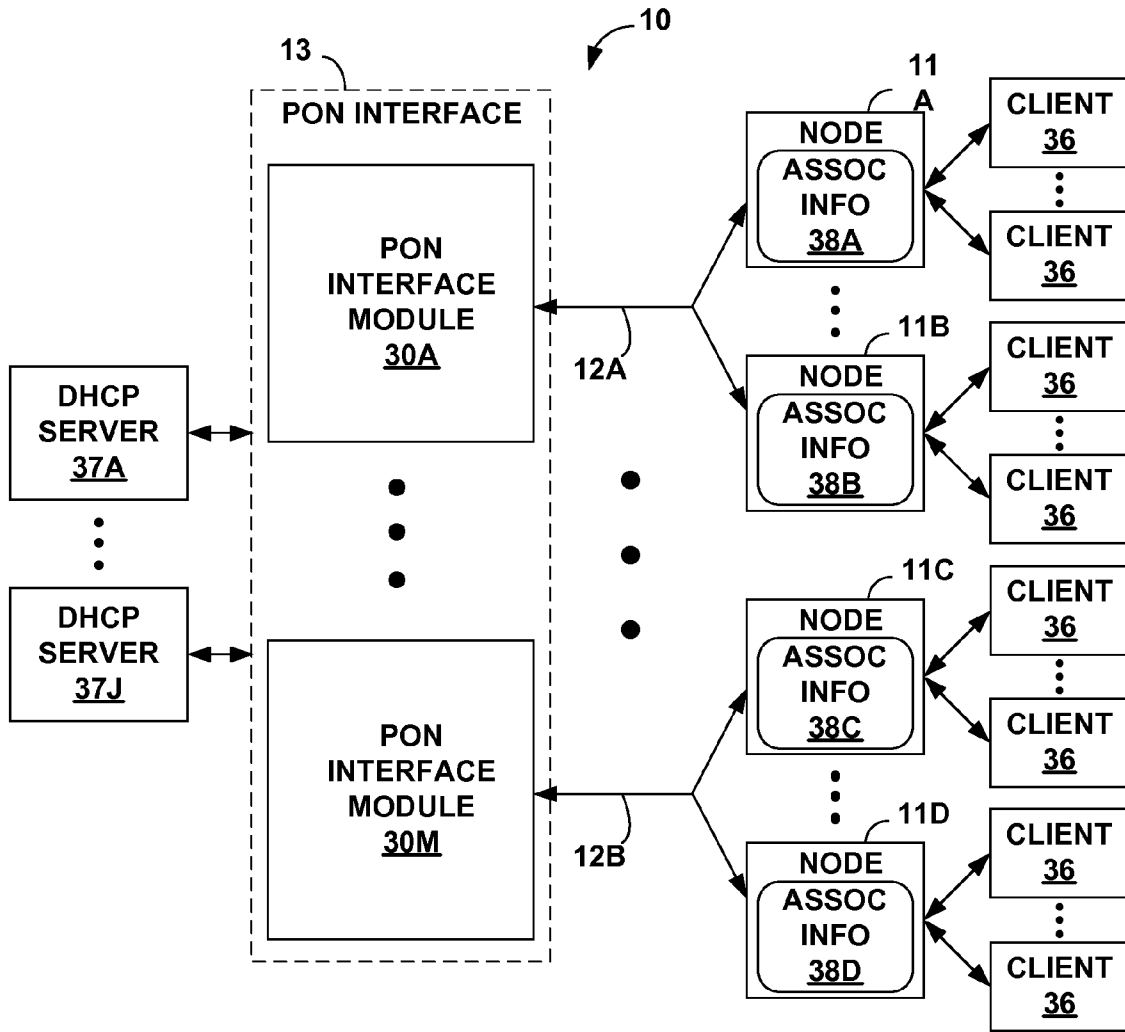 10
13
PON INTERFACE
PON
INTERFACE
MODULE
30A
PON
INTERFACE
MODULE
30M
DHCP
SERVER
37A
DHCP
SERVER
37J
12A
12B
11
A
NODE
ASSOC
INFO
38A
11B
NODE
ASSOC
INFO
38B
11C
NODE
ASSOC
INFO
38C
11D
NODE
ASSOC
INFO
38D
CLIENT
36
CLIENT
36
CLIENT
36
CLIENT
36
CLIENT
36
CLIENT
36
CLIENT
36
CLIENT
36